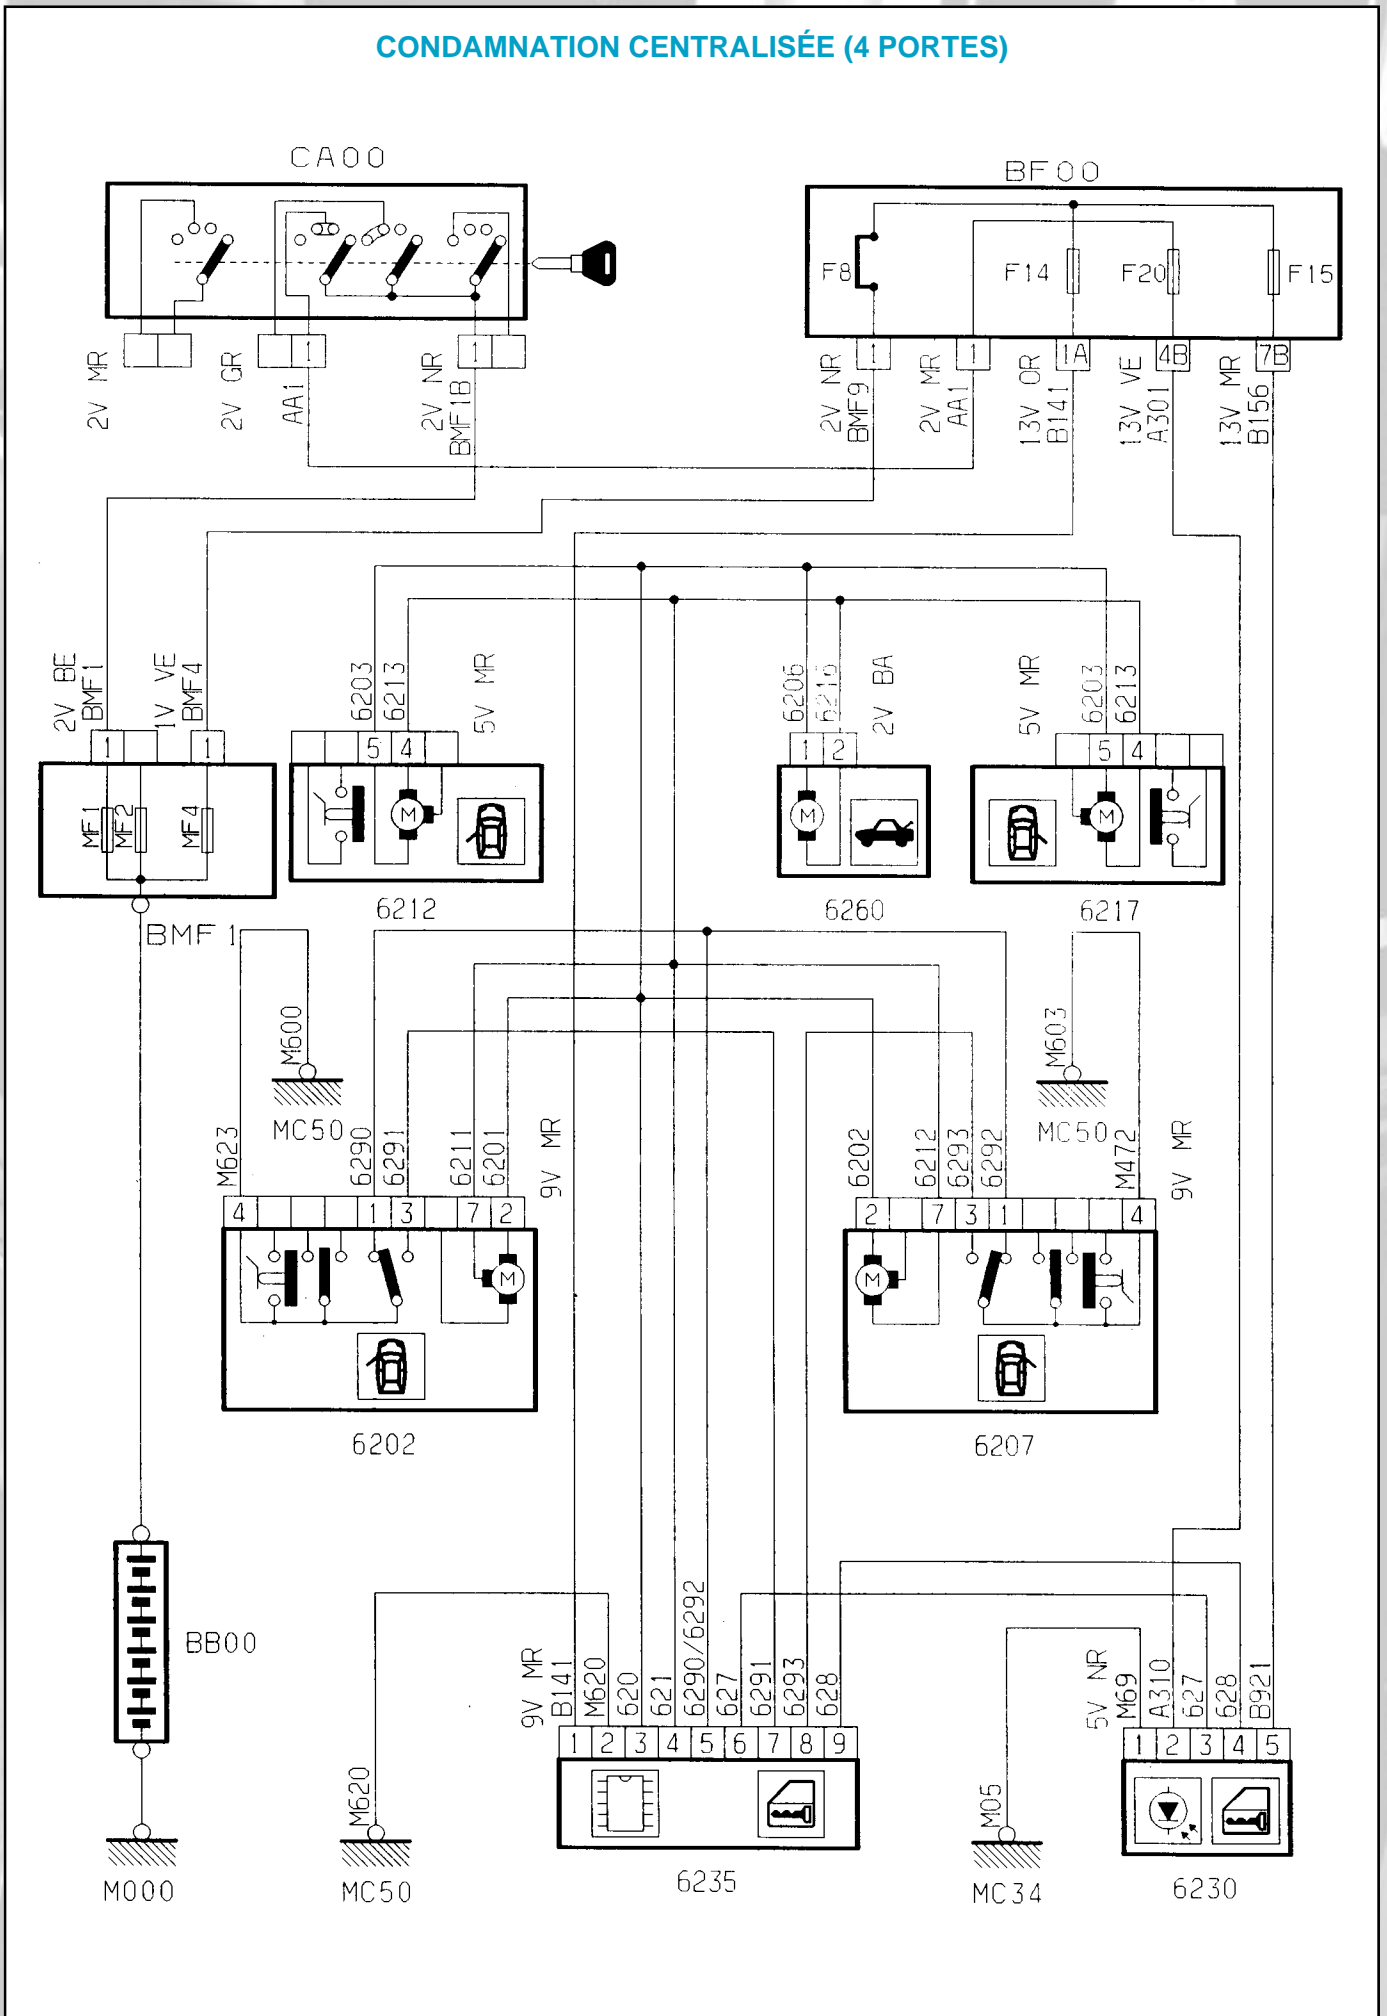 CONDAMNATION CENTRALISÉE (4 PORTES)
CA00
BF00
F8
F14
F20
F15
1
1
1
1
1A
4B
7B
2V MR
2V GR
AA1
2V NR
BMF1B
2V NR
BMF9
2V MR
AA1
13V OR
B141
13V VE
A301
13V MR
B156
2V BE
BMF1
1V VE
BMF4
6203
6213
5V MR
6206
6216
2V BA
5V MR
6203
6213
1
1
5
4
1
2
5
4
MF1
MF2
MF4
M
M
M
6212
6260
6217
BMF1
M600
MC50
M603
MC50
M623
6290
6291
6211
6201
9V MR
6202
6212
6293
6292
M472
9V MR
4
1
3
7
2
2
7
3
1
4
M
M
6202
6207
BB00
9V MR
B141
M620
620
621
6290/6292
627
6291
6293
628
5V NR
M69
A310
627
628
B921
1
2
3
4
5
6
7
8
9
1
2
3
4
5
M620
M05
M000
MC50
6235
MC34
6230